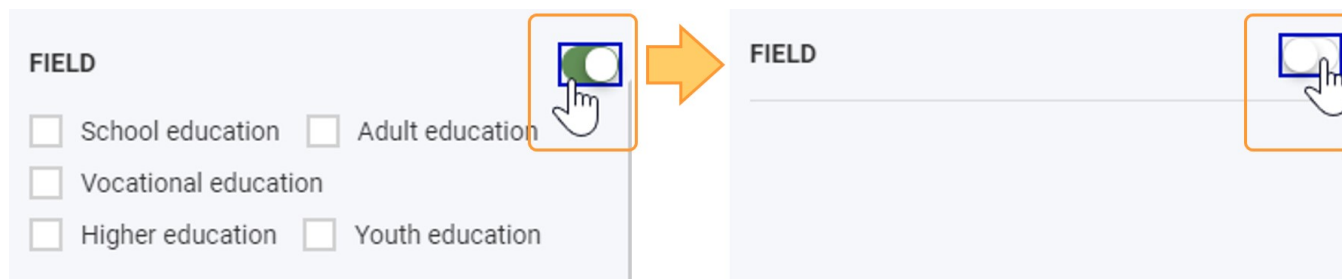 FIELD
School education Adult education
Vocational education
Higher education Youth education
FIELD